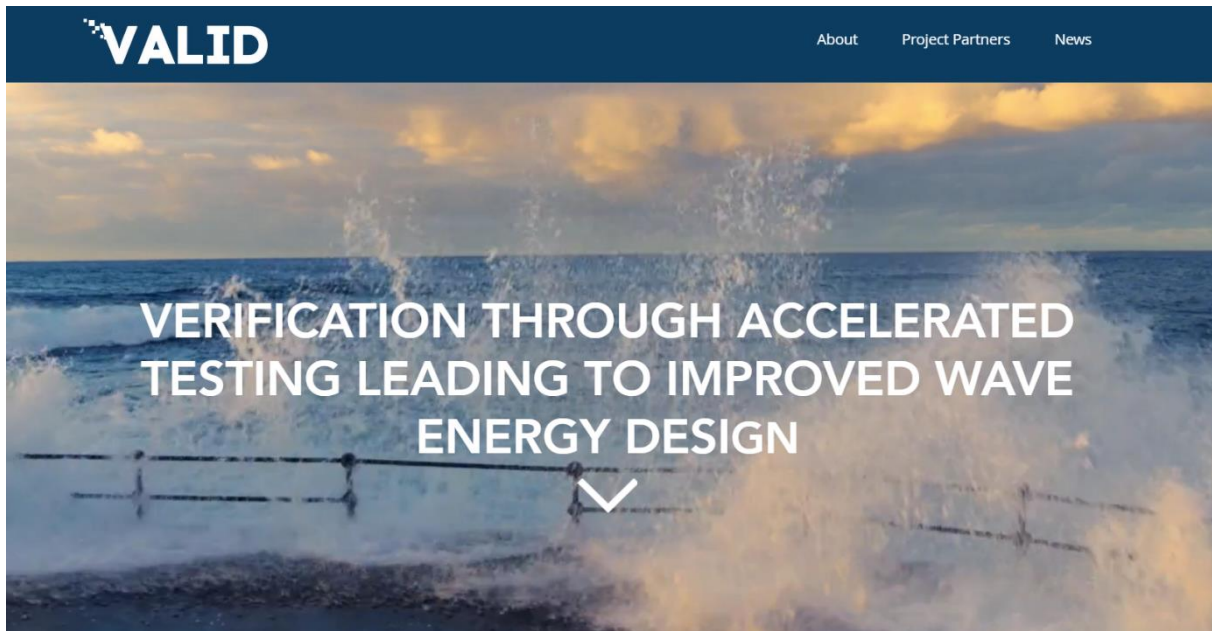 VALID
About
Project Partners
News
VERIFICATION THROUGH ACCELERATED
TESTING LEADING TO IMPROVED WAVE
ENERGY DESIGN